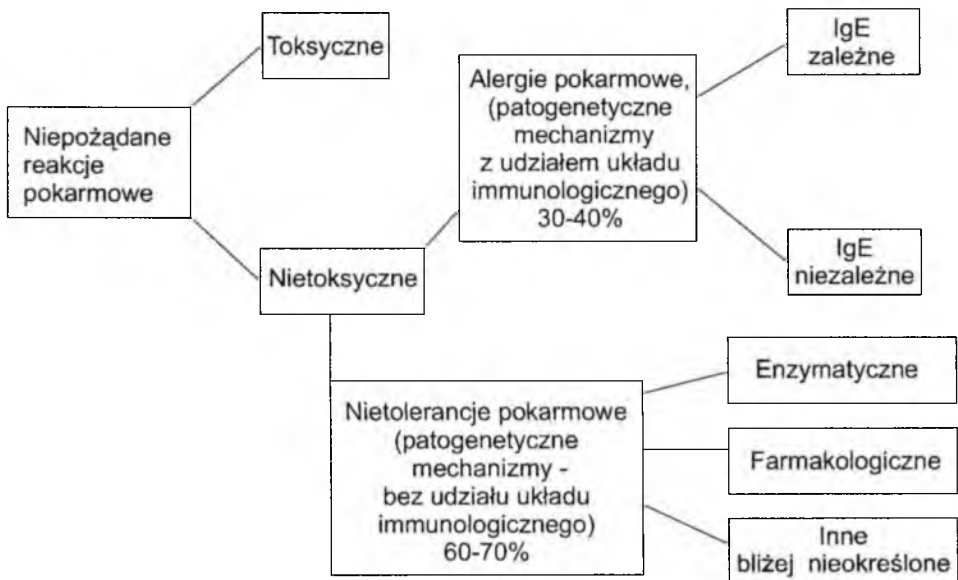 Niepożądane
reakcje
pokarmowe
Toksyczne
Nietoksyczne
Alergie pokarmowe,
(patogenetyczne
mechanizmy
z udziałem układu
immunologicznego)
30-40%
IgE
zależne
IgE
niezależne
Nietolerancje pokarmowe
(patogenetyczne
mechanizmy -
bez udziału układu
immunologicznego)
60-70%
Enzymatyczne
Farmakologiczne
Inne
bliżej nieokreślone